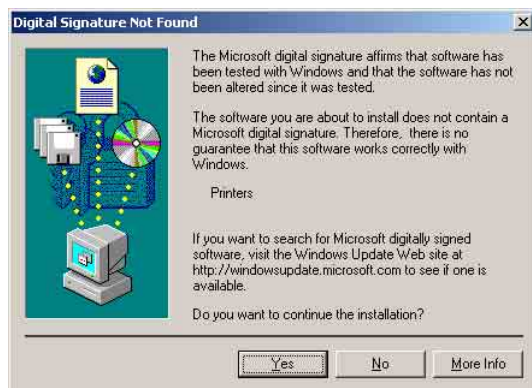 Digital Signature Not Found
The Microsoft digital signature affirms that software has
been tested with Windows and that the software has not
been altered since it was tested.
The software you are about to install does not contain a
Microsoft digital signature. Therefore, there is no
guarantee that this software works correctly with
Windows.
Printers
If you want to search for Microsoft digitally signed
software, visit the Windows Update Web site at
http://windowsupdate.microsoft.com to see if one is
available.
Do you want to continue the installation?
Yes
No
More Info